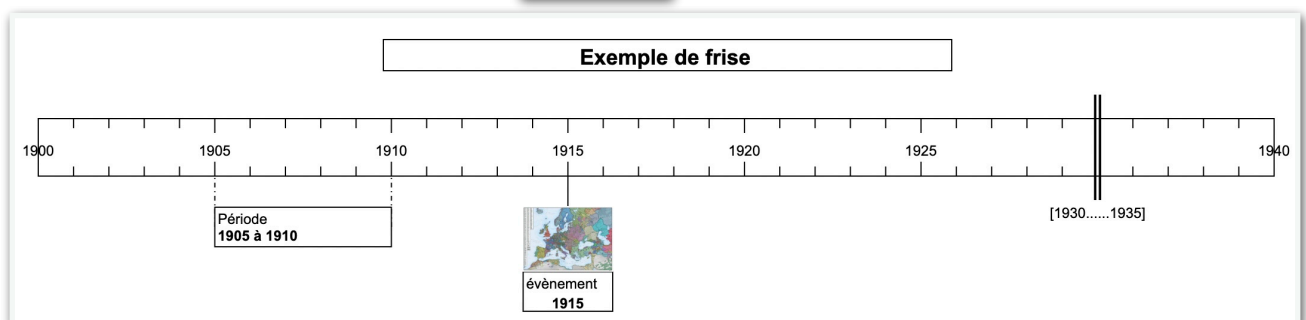 Exemple de frise
1900 1905 1910 1915 1920 1925 1940
[1930......1935]
Période
1905 à 1910
évènement
1915